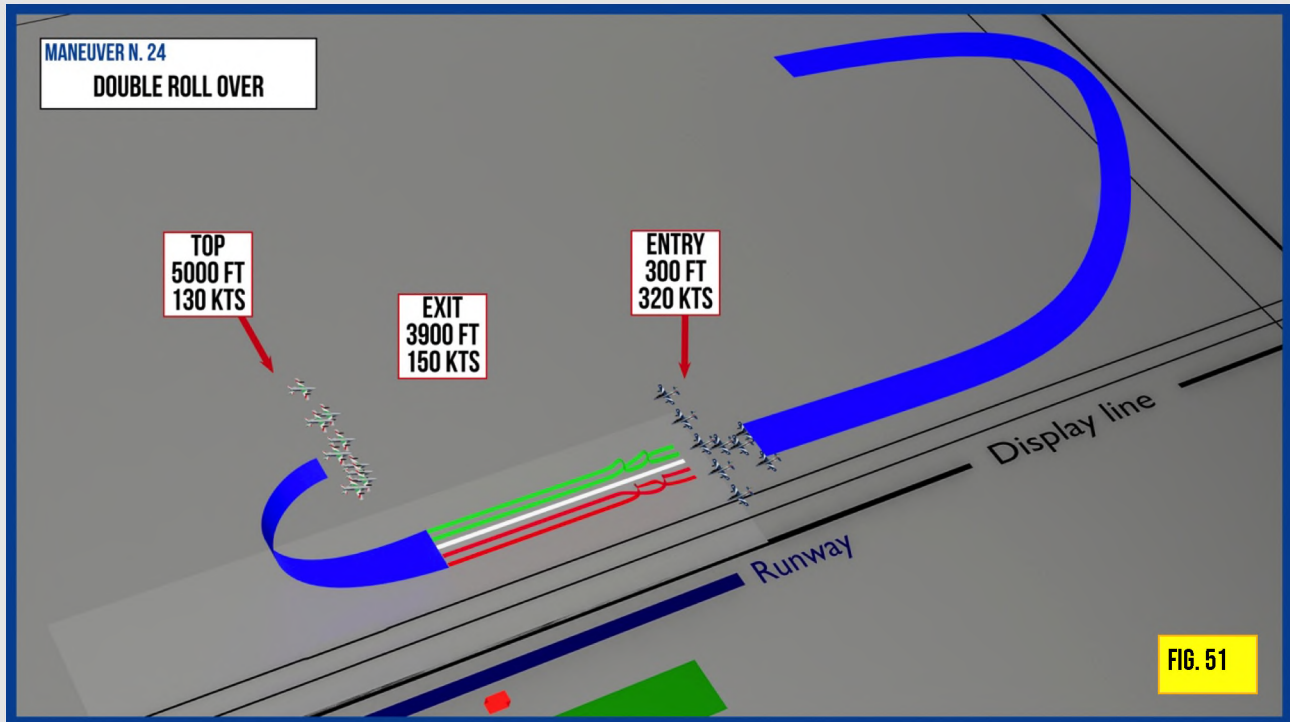 MANEUVER N. 24
DOUBLE ROLL OVER
TOP
5000 FT
130 KTS
EXIT
3900 FT
150 KTS
ENTRY
300 FT
320 KTS
Display line
Runway
FIG. 51